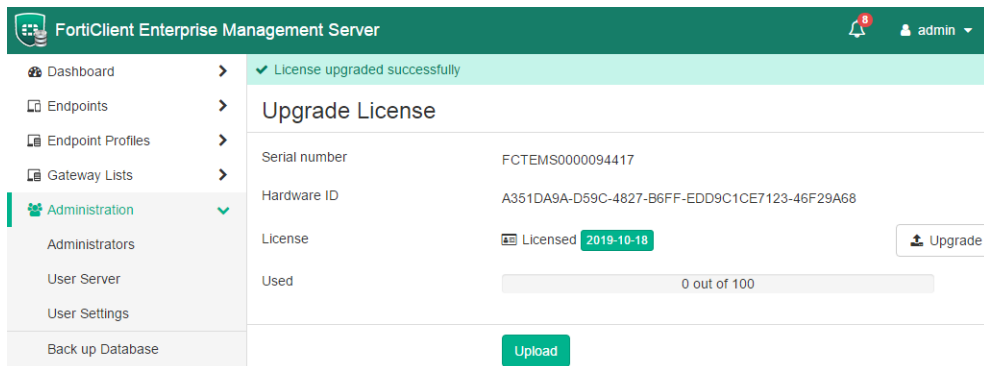 FortiClient Enterprise Management Server
8
admin
Dashboard
Endpoints
Endpoint Profiles
Gateway Lists
Administration
Administrators
User Server
User Settings
Back up Database
License upgraded successfully
Upgrade License
Serial number FCTEMS0000094417
Hardware ID A351DA9A-D59C-4827-B6FF-EDD9C1CE7123-46F29A68
License Licensed 2019-10-18 Upgrade
Used 0 out of 100
Upload